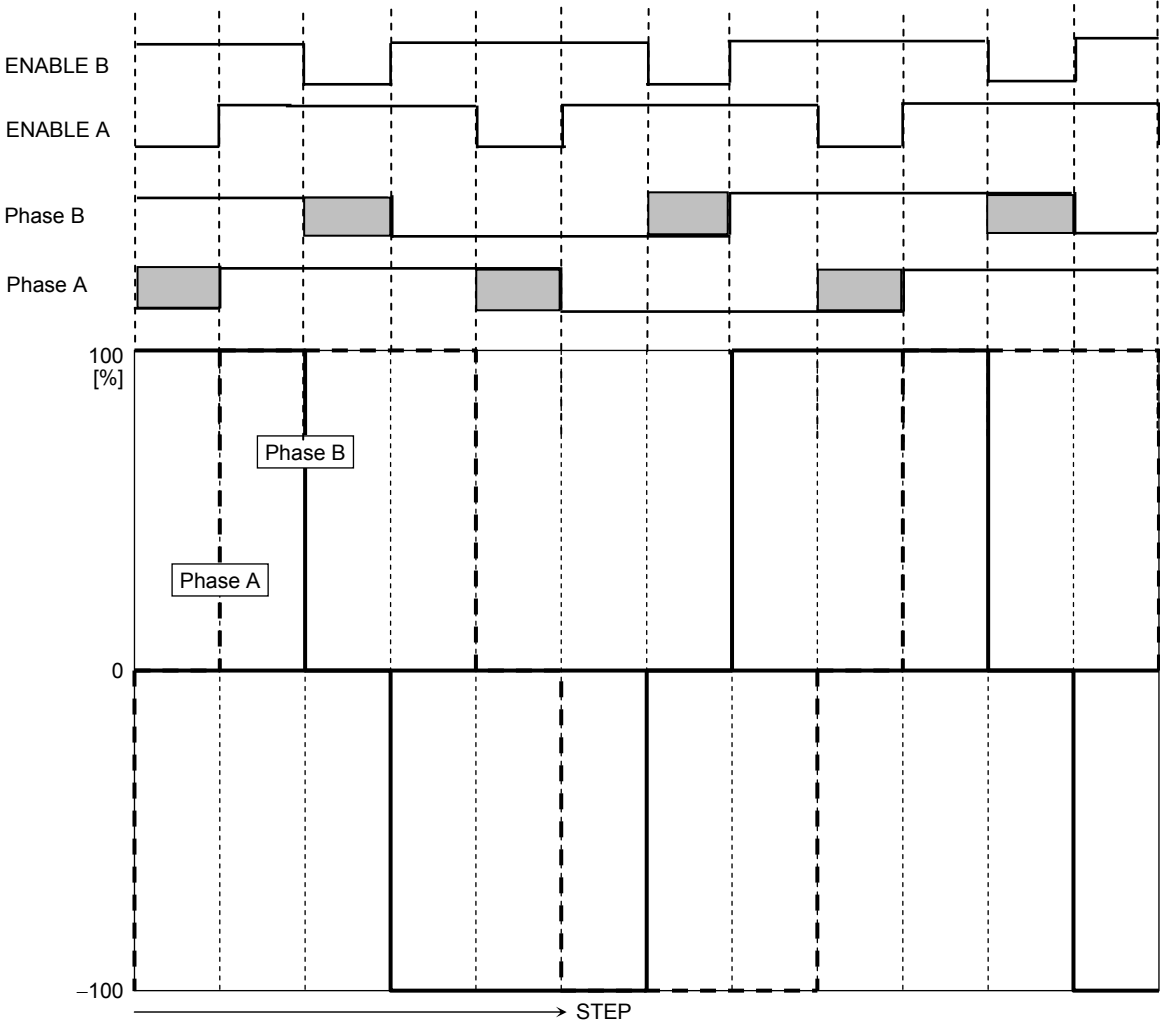 ENABLE B
ENABLE A
Phase B
Phase A
100
[%]
Phase B
Phase A
0
−100
STEP